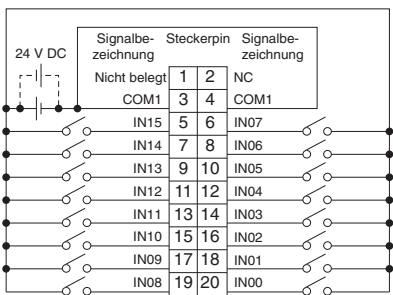 Signalbe-
zeichnung Steckerpin Signalbe-
zeichnung
24 V DC
Nicht belegt 1 2 NC
COM1 3 4 COM1
IN15 5 6 IN07
IN14 7 8 IN06
IN13 9 10 IN05
IN12 11 12 IN04
IN11 13 14 IN03
IN10 15 16 IN02
IN09 17 18 IN01
IN08 19 20 IN00